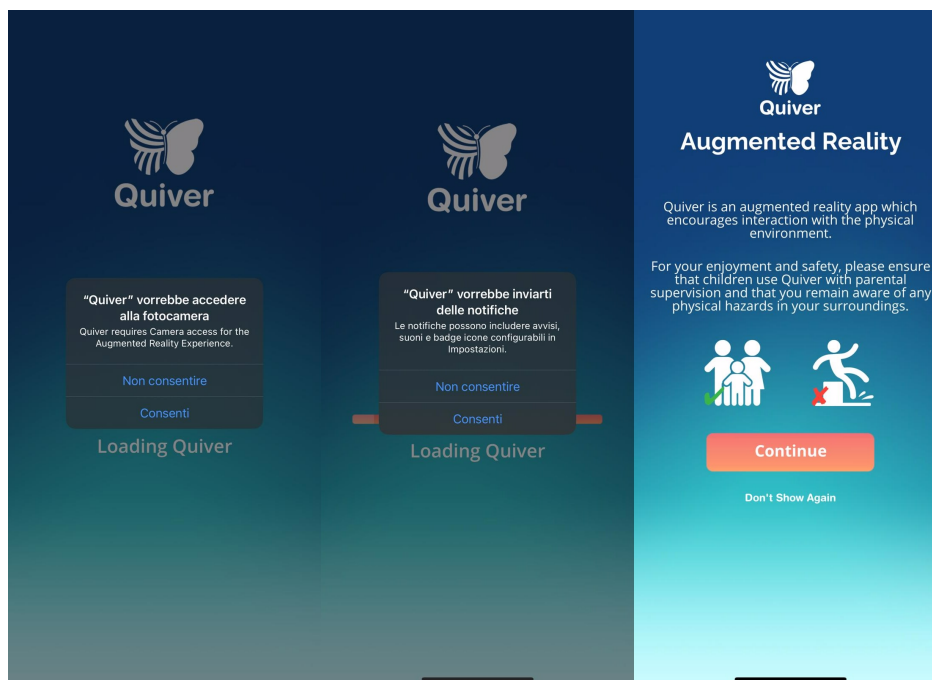 Quiver
"Quiver" vorrebbe accedere
alla fotocamera
Quiver requires Camera access for the
Augmented Reality Experience.
Non consentire
Consenti
Loading Quiver
Quiver
"Quiver" vorrebbe inviarti
delle notifiche
Le notifiche possono includere avvisi,
suoni e badge icone configurabili in
Impostazioni.
Non consentire
Consenti
Loading Quiver
Quiver
Augmented Reality
Quiver is an augmented reality app which
encourages interaction with the physical
environment.
For your enjoyment and safety, please ensure
that children use Quiver with parental
supervision and that you remain aware of any
physical hazards in your surroundings.
Continue
Don't Show Again